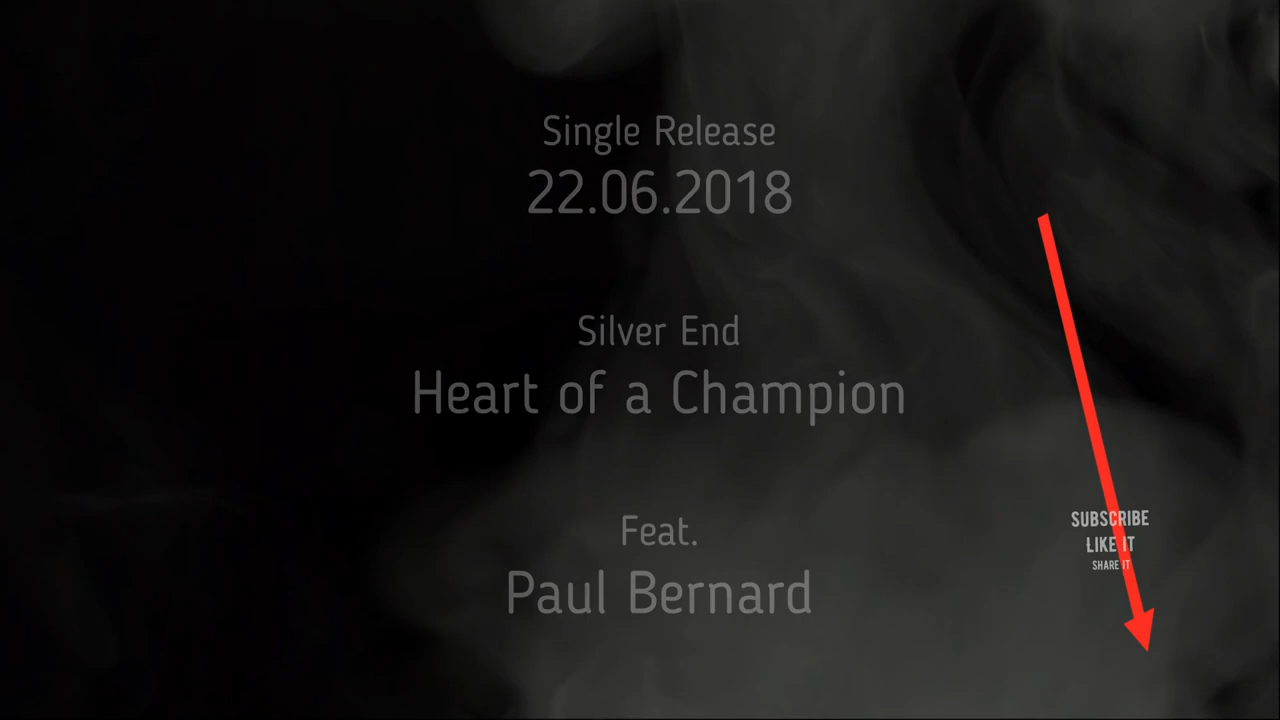 Single Release
22.06.2018
Silver End
Heart of a Champion
Feat.
Paul Bernard
SUBSCRIBE
LIKE IT
SHARE IT